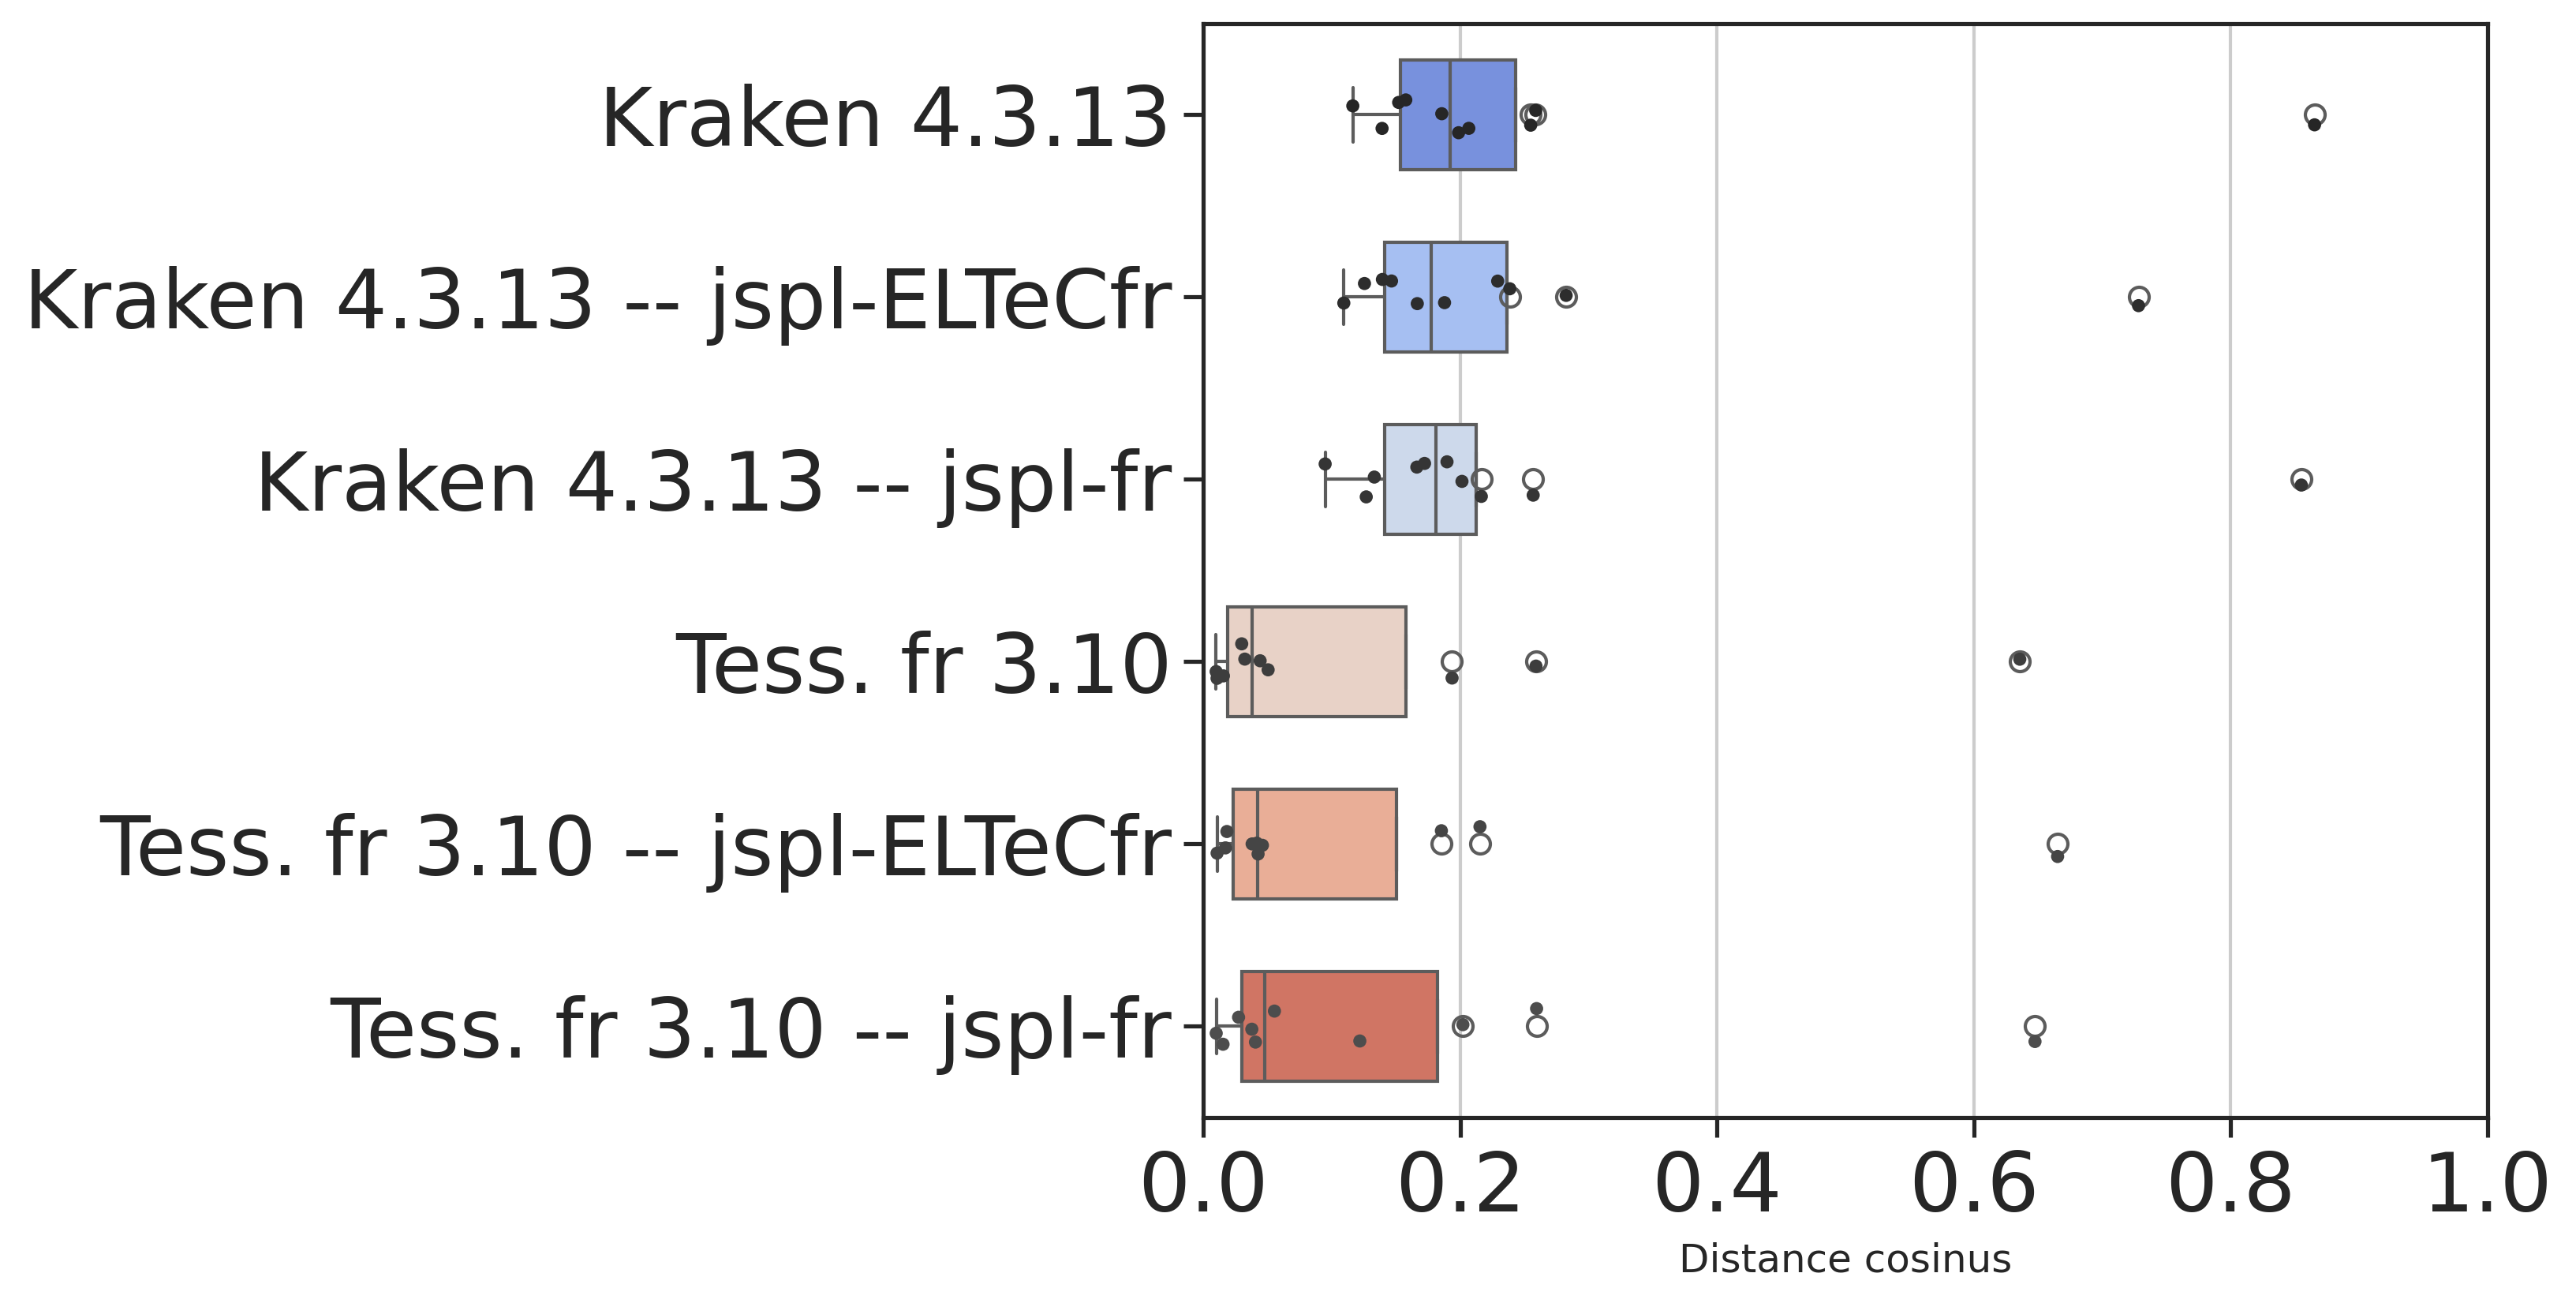 Kraken 4.3.13
Kraken 4.3.13 -- jspl-ELTeCfr
Kraken 4.3.13 -- jspl-fr
Tess. fr 3.10
Tess. fr 3.10 -- jspl-ELTeCfr
Tess. fr 3.10 -- jspl-fr
0.0 0.2 0.4 0.6 0.8 1.0
Distance cosinus